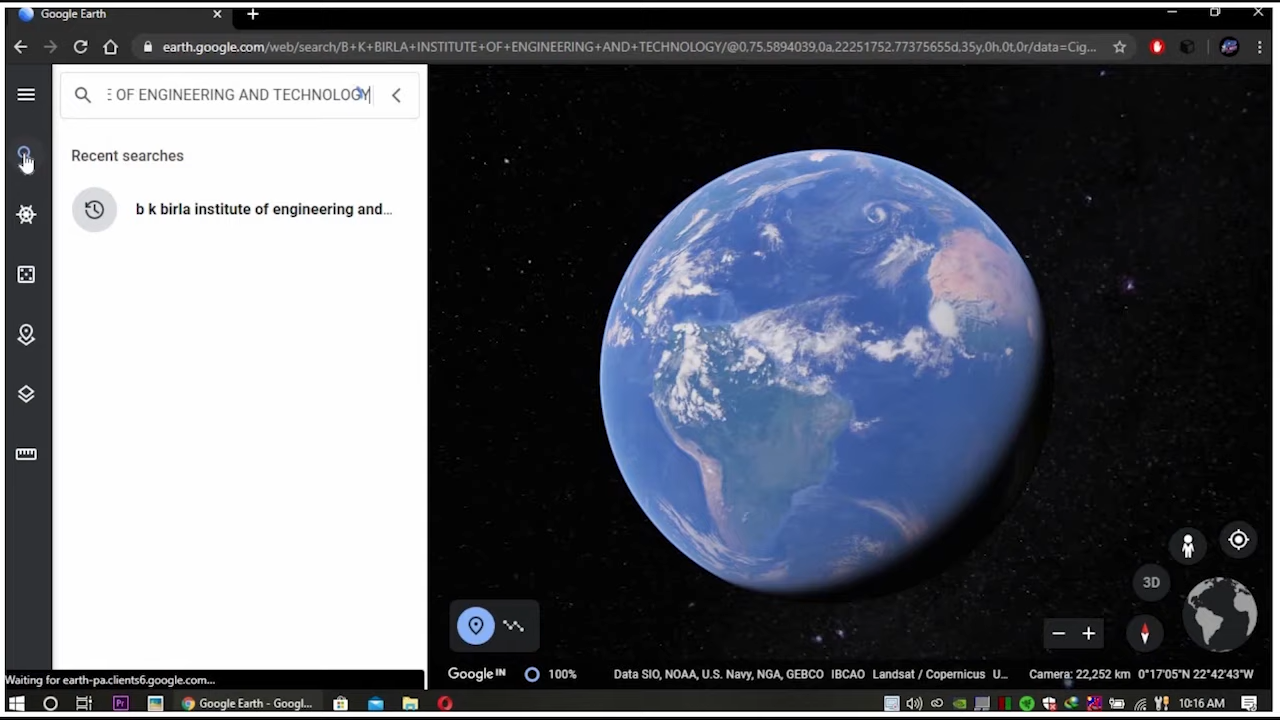 Google Earth
earth.google.com/web/search/B+K+BIRLA+INSTITUTE+OF+ENGINEERING+AND+TECHNOLOGY/@0.75.5894039,0a,22251752.77375655d,35y,0h,0t,0r/data=Cig...
OF ENGINEERING AND TECHNOLOGY
Recent searches
b k birla institute of engineering and...
3D
Google IN 100% Data SIO, NOAA, U.S. Navy, NGA, GEBCO IBCAO Landsat / Copernicus U... Camera: 22,252 km 0°17'05"N 22°42'43"W
Waiting for earth-pa.clients6.google.com...
Pr Google Earth - Googl... 10:16 AM